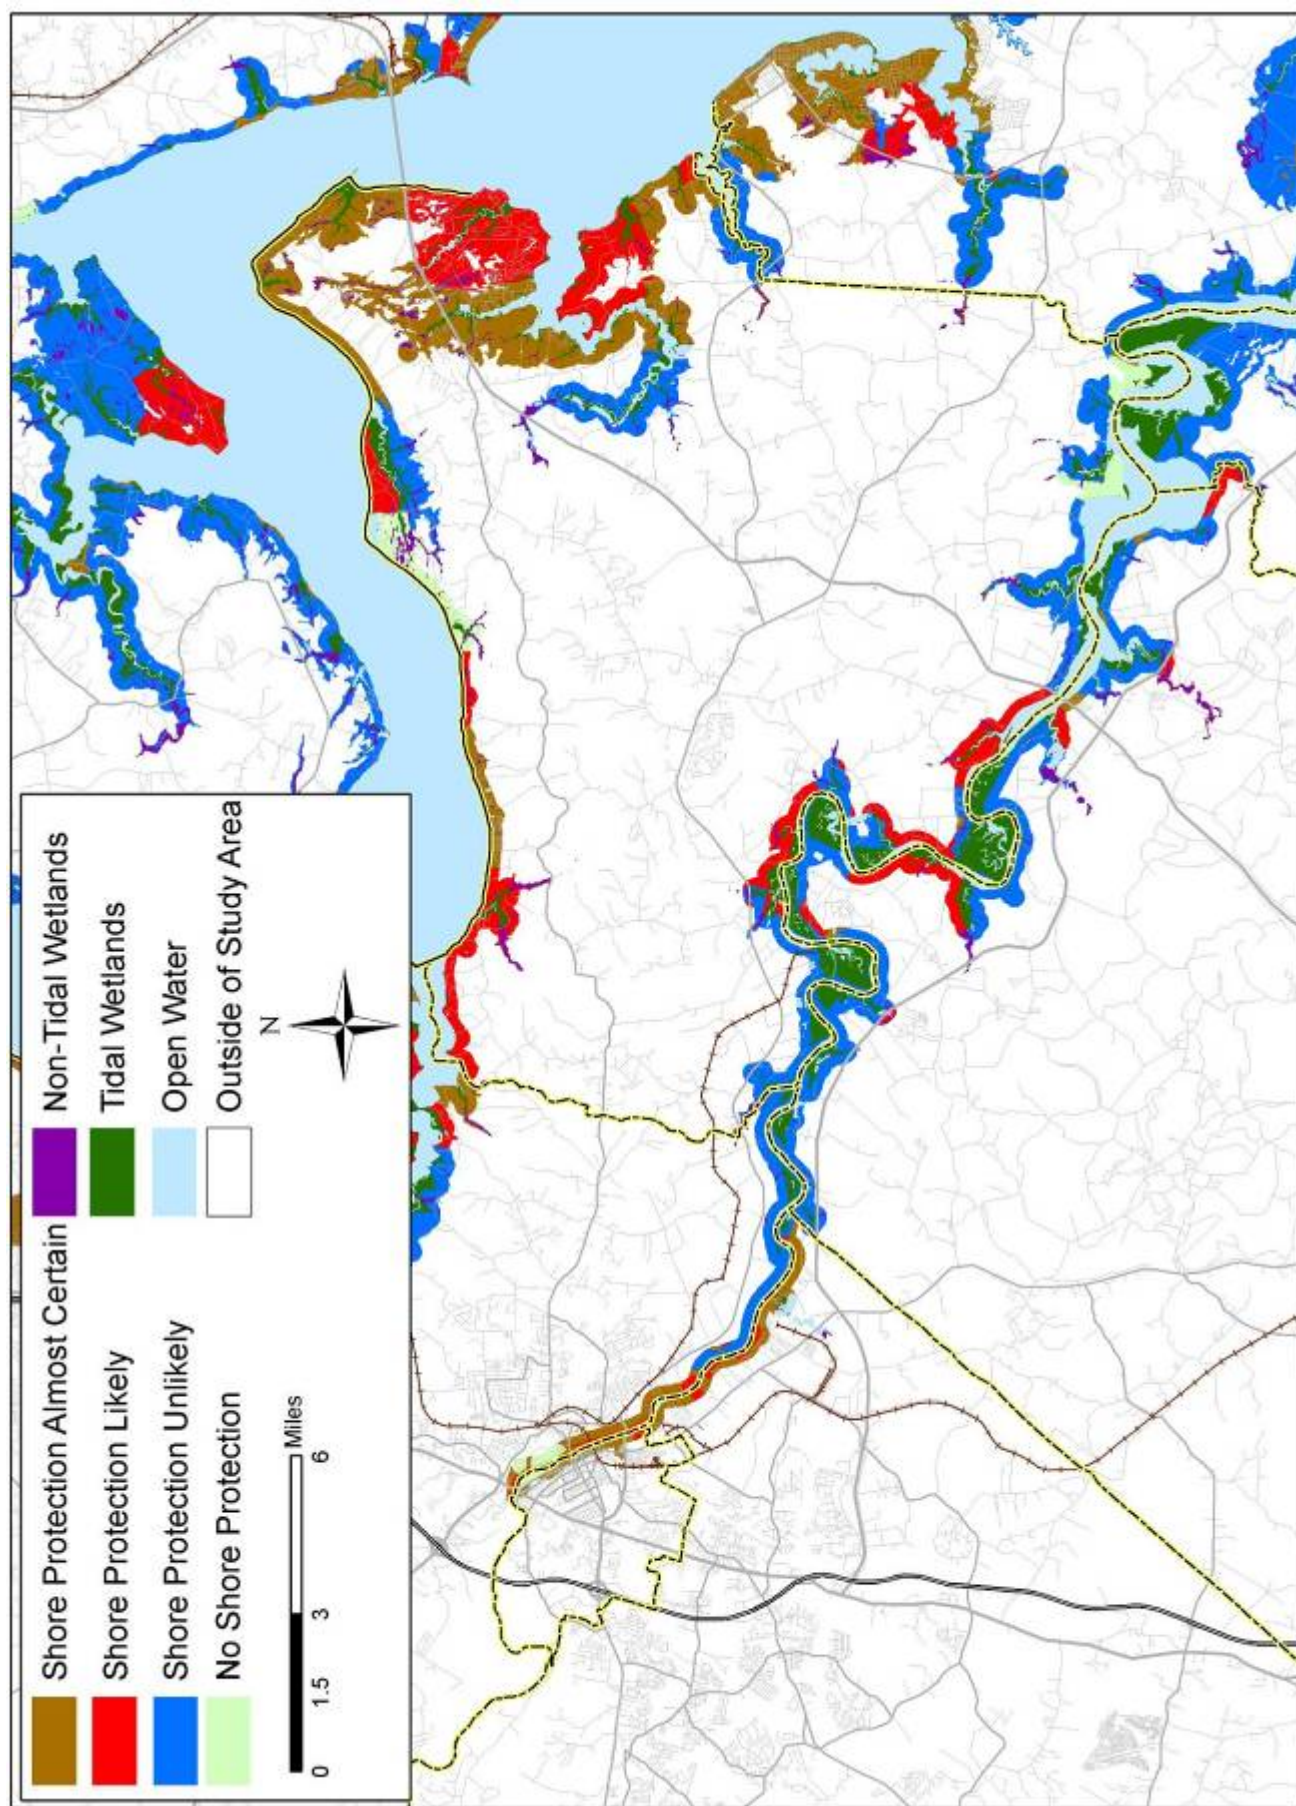 Shore Protection Almost Certain
Shore Protection Likely
Shore Protection Unlikely
No Shore Protection
Non-Tidal Wetlands
Tidal Wetlands
Open Water
Outside of Study Area
N
0 1.5 3 6
Miles